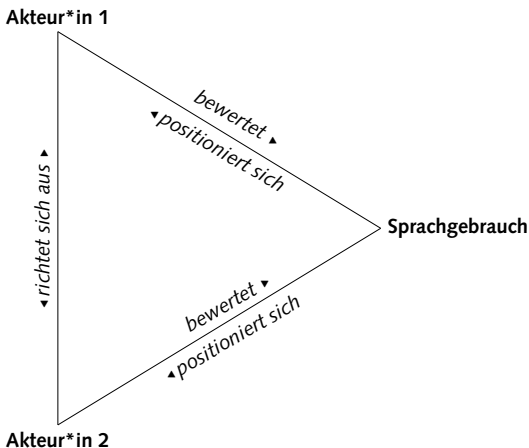 Akteur*in 1
bewertet ►
◄ positioniert sich
◄ richtet sich aus ►
Sprachgebrauch
bewertet ►
◄ positioniert sich
Akteur*in 2